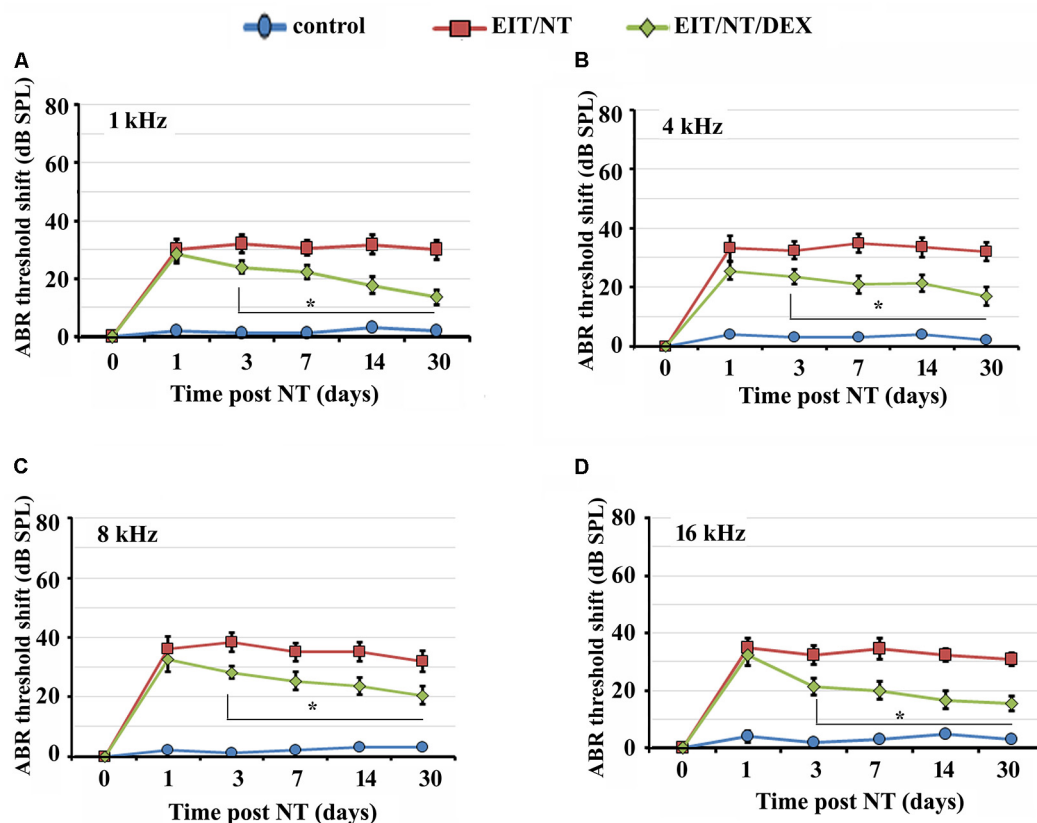 control EIT/NT EIT/NT/DEX
A
ABR threshold shift (dB SPL)
1 kHz
80
60
40
20
0
*
0 1 3 7 14 30
Time post NT (days)
B
ABR threshold shift (dB SPL)
4 kHz
80
60
40
20
0
*
0 1 3 7 14 30
Time post NT (days)
C
ABR threshold shift (dB SPL)
8 kHz
80
60
40
20
0
*
0 1 3 7 14 30
Time post NT (days)
D
ABR threshold shift (dB SPL)
16 kHz
80
60
40
20
0
*
0 1 3 7 14 30
Time post NT (days)